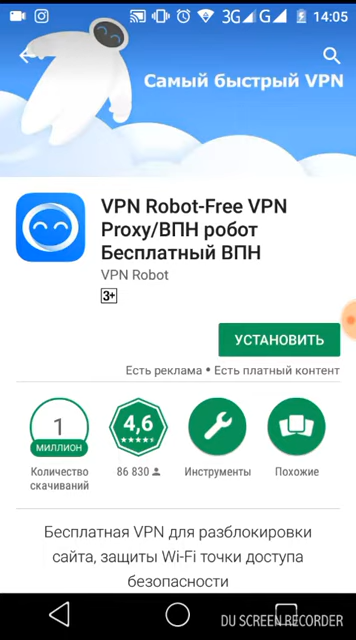 3G G 14:05
Самый быстрый VPN
VPN Robot-Free VPN
Proxy/ВПН робот
Бесплатный ВПН
VPN Robot
3+
УСТАНОВИТЬ
Есть реклама • Есть платный контент
1
МИЛЛИОН
4,6
Количество
скачиваний
86 830
Инструменты
Похожие
Бесплатная VPN для разблокировки
сайта, защиты Wi-Fi точки доступа
безопасности
DU SCREEN RECORDER